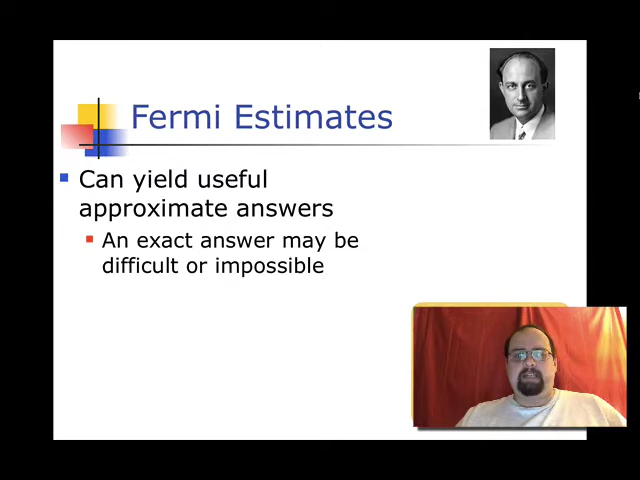 Fermi Estimates
Can yield useful
approximate answers
An exact answer may be
difficult or impossible